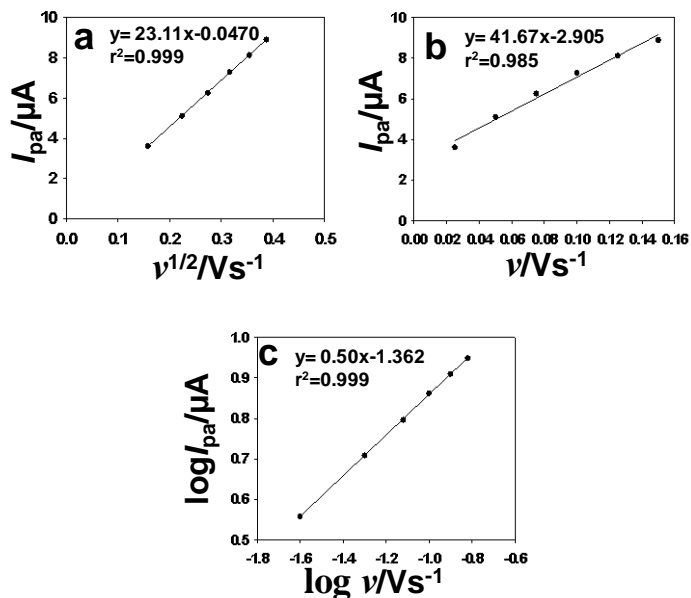 a
y= 23.11x-0.0470
r²=0.999
Ipa/µA
10
8
6
4
2
0
0.0 0.1 0.2 0.3 0.4 0.5
v1/2/Vs-1
b
y= 41.67x-2.905
r²=0.985
Ipa/µA
10
8
6
4
2
0
0.00 0.02 0.04 0.06 0.08 0.10 0.12 0.14 0.16
v/Vs-1
c
y= 0.50x-1.362
r²=0.999
logIpa/µA
1.0
0.9
0.8
0.7
0.6
0.5
-1.8 -1.6 -1.4 -1.2 -1.0 -0.8 -0.6
log v/Vs-1